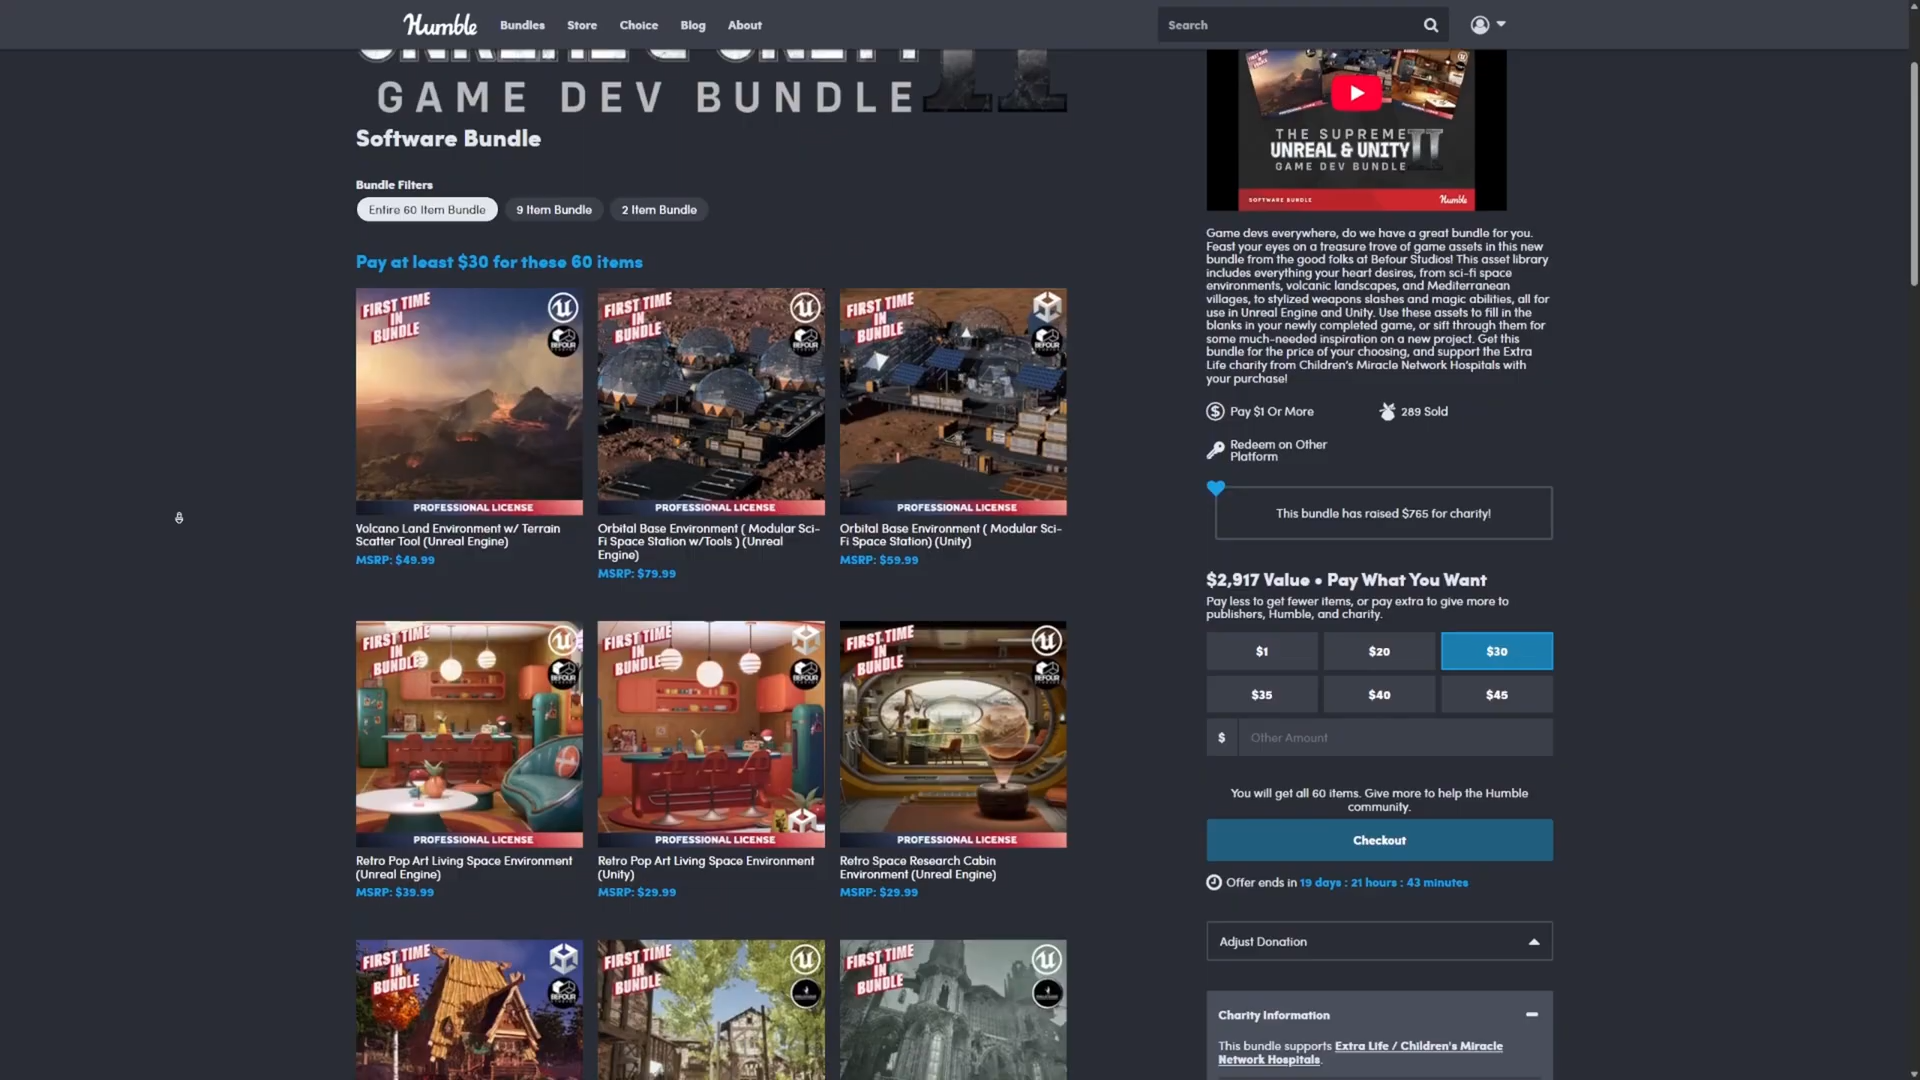 Humble
Bundles
Store
Choice
Blog
About
Search
GAME DEV BUNDLE II
Software Bundle
Bundle Filters
Entire 60 Item Bundle
9 Item Bundle
2 Item Bundle
Pay at least $30 for these 60 items
FIRST TIME
IN
BUNDLE
BEFOUR
PROFESSIONAL LICENSE
Volcano Land Environment w/ Terrain
Scatter Tool (Unreal Engine)
MSRP: $49.99
FIRST TIME
IN
BUNDLE
BEFOUR
PROFESSIONAL LICENSE
Orbital Base Environment ( Modular Sci-
Fi Space Station w/Tools ) (Unreal
Engine)
MSRP: $79.99
FIRST TIME
IN
BUNDLE
BEFOUR
PROFESSIONAL LICENSE
Orbital Base Environment ( Modular Sci-
Fi Space Station) (Unity)
MSRP: $59.99
FIRST TIME
IN
BUNDLE
BEFOUR
PROFESSIONAL LICENSE
Retro Pop Art Living Space Environment
(Unreal Engine)
MSRP: $39.99
FIRST TIME
IN
BUNDLE
BEFOUR
PROFESSIONAL LICENSE
Retro Pop Art Living Space Environment
(Unity)
MSRP: $29.99
FIRST TIME
IN
BUNDLE
BEFOUR
PROFESSIONAL LICENSE
Retro Space Research Cabin
Environment (Unreal Engine)
MSRP: $29.99
FIRST TIME
IN
BUNDLE
BEFOUR
FIRST TIME
IN
BUNDLE
FIRST TIME
IN
BUNDLE
THE SUPREME
UNREAL & UNITY II
GAME DEV BUNDLE
SOFTWARE BUNDLE
Humble
Game devs everywhere, do we have a great bundle for you.
Feast your eyes on a treasure trove of game assets in this new
bundle from the good folks at Befour Studios! This asset library
includes everything your heart desires, from sci-fi space
environments, volcanic landscapes, and Mediterranean
villages, to stylized weapons slashes and magic abilities, all for
use in Unreal Engine and Unity. Use these assets to fill in the
blanks in your newly completed game, or sift through them for
some much-needed inspiration on a new project. Get this
bundle for the price of your choosing, and support the Extra
Life charity from Children's Miracle Network Hospitals with
your purchase!
Pay $1 Or More
289 Sold
Redeem on Other
Platform
This bundle has raised $765 for charity!
$2,917 Value • Pay What You Want
Pay less to get fewer items, or pay extra to give more to
publishers, Humble, and charity.
$1
$20
$30
$35
$40
$45
$
Other Amount
You will get all 60 items. Give more to help the Humble
community.
Checkout
Offer ends in 19 days : 21 hours : 43 minutes
Adjust Donation
Charity Information
This bundle supports Extra Life / Children's Miracle
Network Hospitals.